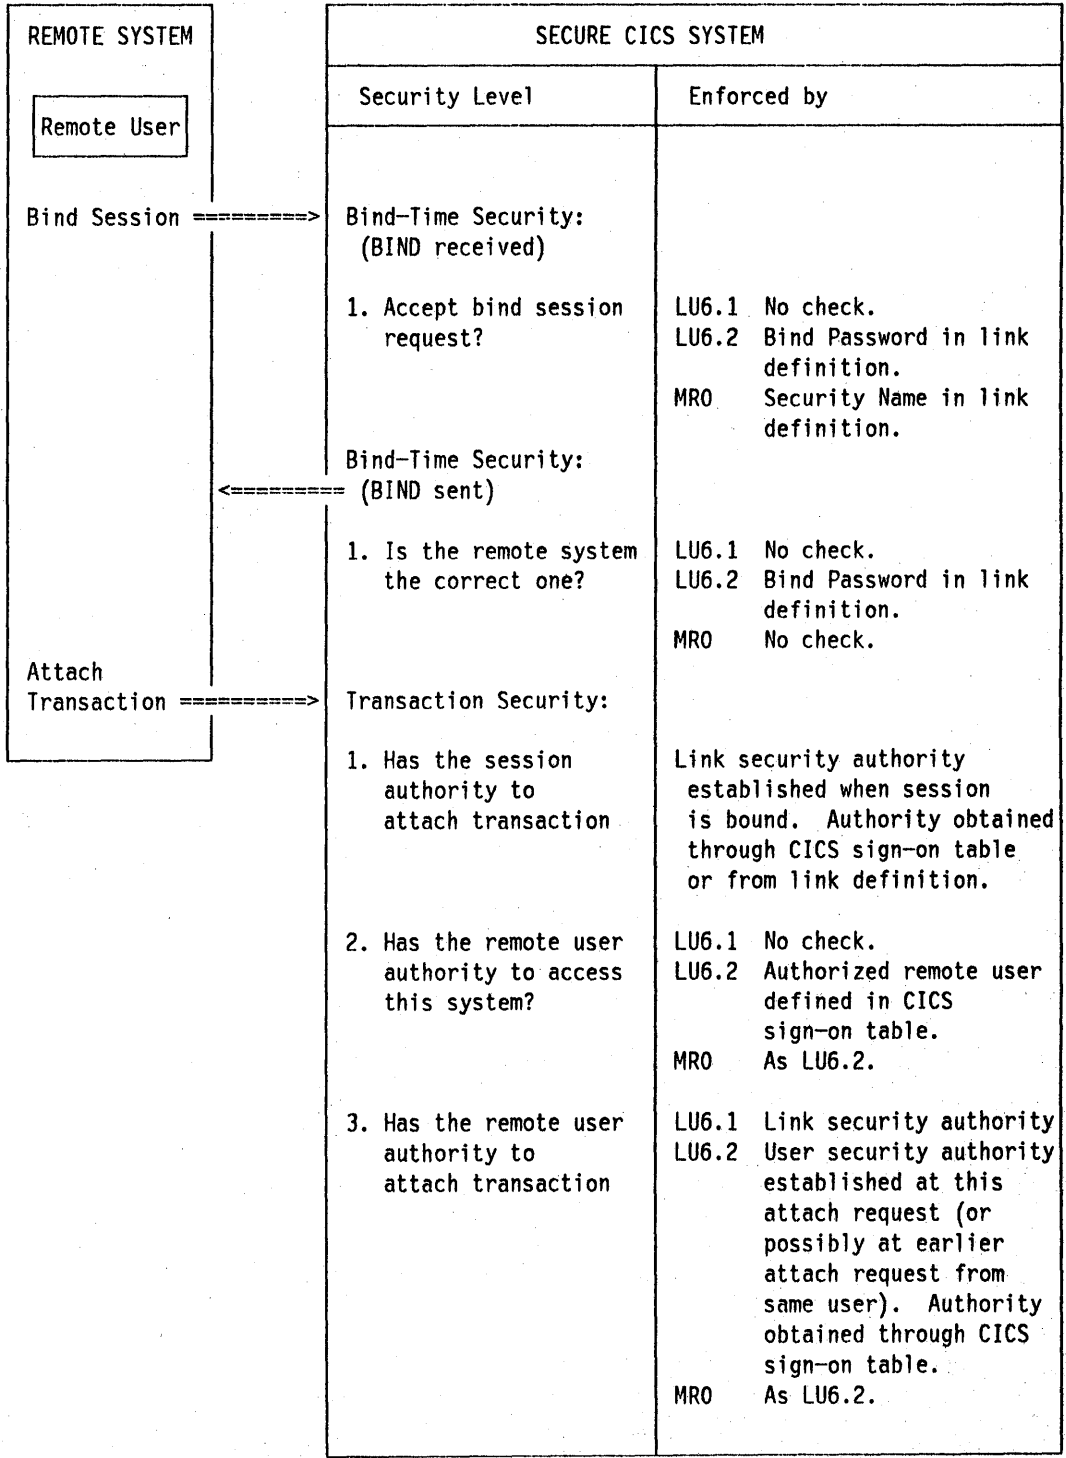 REMOTE SYSTEM
SECURE CICS SYSTEM
Security Level
Enforced by
Remote User
Bind Session =========>
Bind-Time Security:
(BIND received)
1. Accept bind session
request?
LU6.1 No check.
LU6.2 Bind Password in link
definition.
MRO Security Name in link
definition.
Bind-Time Security:
<========= (BIND sent)
1. Is the remote system
the correct one?
LU6.1 No check.
LU6.2 Bind Password in link
definition.
MRO No check.
Attach
Transaction ==========>
Transaction Security:
1. Has the session
authority to
attach transaction
Link security authority
established when session
is bound. Authority obtained
through CICS sign-on table
or from link definition.
2. Has the remote user
authority to access
this system?
LU6.1 No check.
LU6.2 Authorized remote user
defined in CICS
sign-on table.
MRO As LU6.2.
3. Has the remote user
authority to
attach transaction
LU6.1 Link security authority
LU6.2 User security authority
established at this
attach request (or
possibly at earlier
attach request from
same user). Authority
obtained through CICS
sign-on table.
MRO As LU6.2.